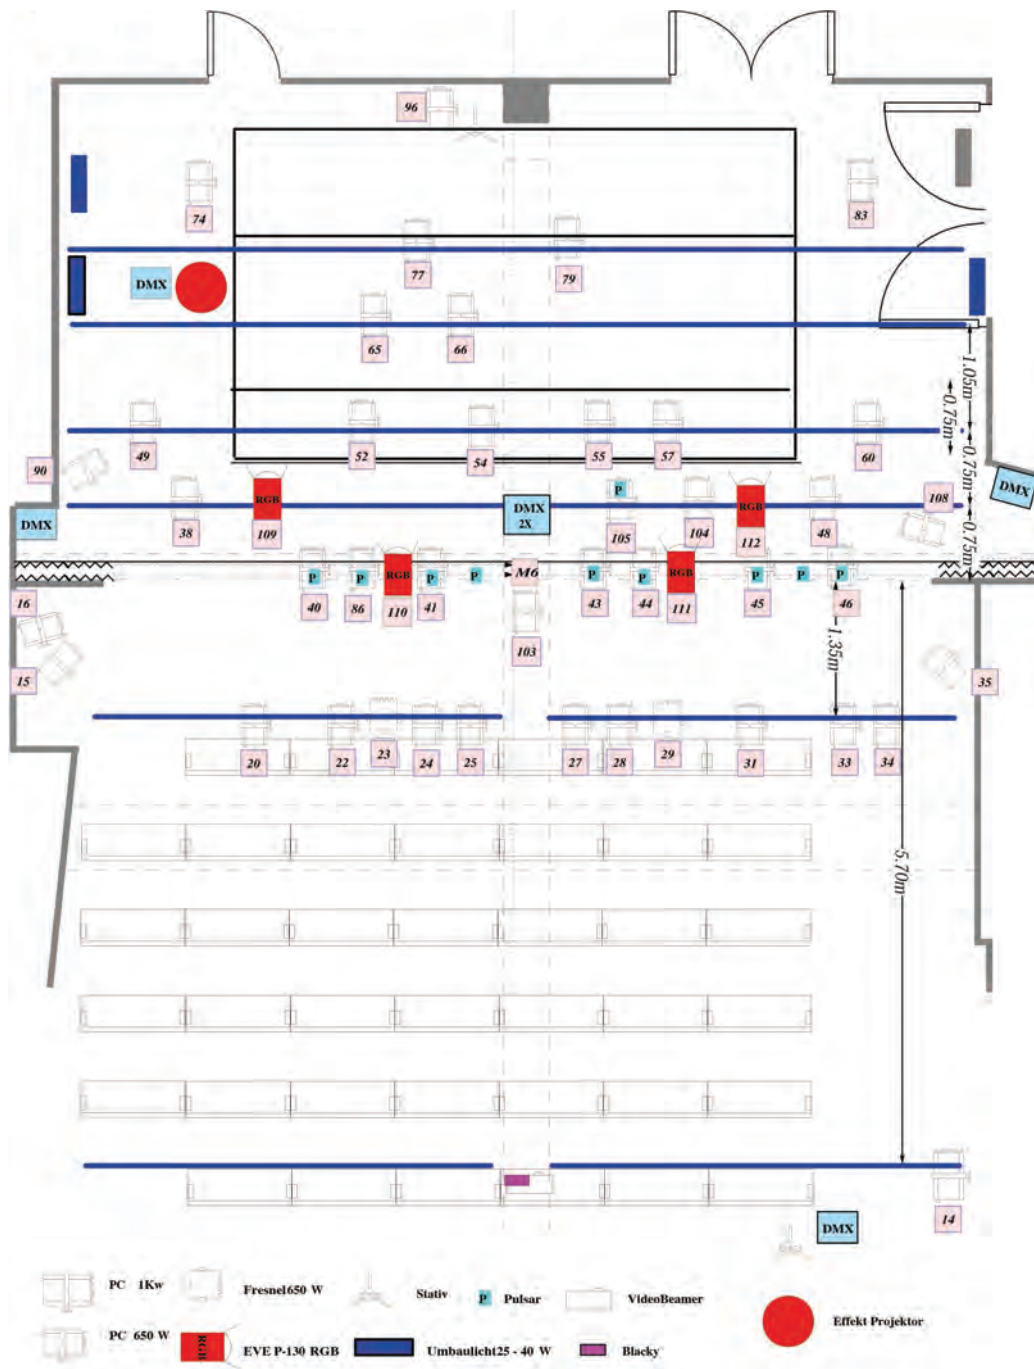 96
74
83
77
79
DMX
65
66
1.05m
0.75m
49
52
54
55
57
60
90
0.75m
DMX
108
RGB
P
RGB
DMX
DMX
2X
38
109
105
104
112
48
0.75m
P
P
RGB
P
P
M6
P
P
RGB
P
P
P
16
40
86
110
41
43
44
111
45
46
1.35m
103
15
35
20
22
23
24
25
27
28
29
31
33
34
5.70m
14
DMX
PC 1Kw
Fresnel650 W
Stativ
P Pulsar
VideoBeamer
Effekt Projektor
PC 650 W
RGB
EVE P-130 RGB
Umbaulicht25 - 40 W
Blacky